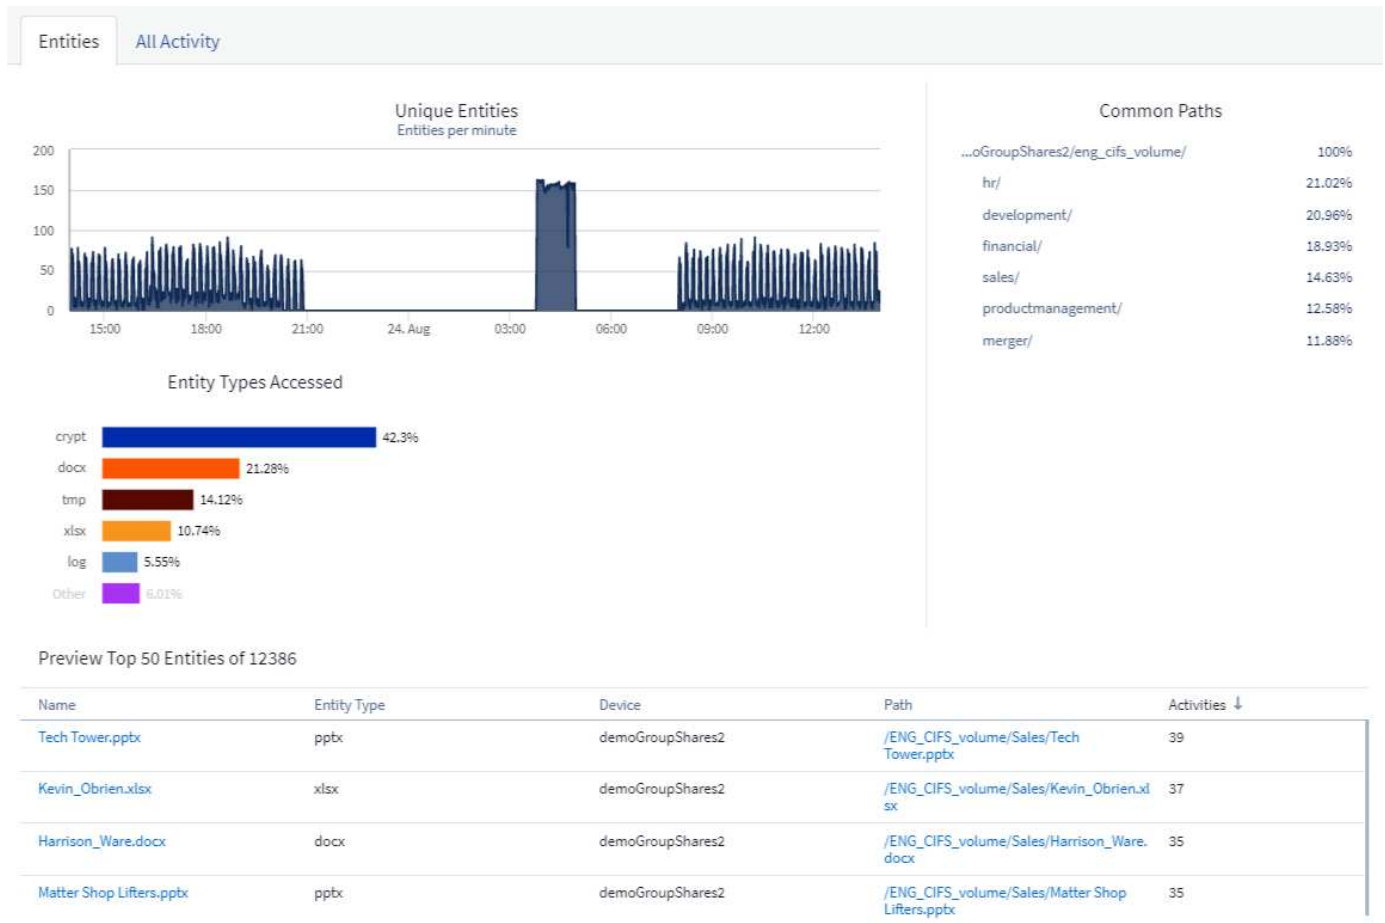 Entities All Activity
Unique Entities
Entities per minute
200
150
100
50
0
15:00 18:00 21:00 24. Aug 03:00 06:00 09:00 12:00
Common Paths
...oGroupShares2/eng_cifs_volume/ 100%
hr/ 21.02%
development/ 20.96%
financial/ 18.93%
sales/ 14.63%
productmanagement/ 12.58%
merger/ 11.88%
Entity Types Accessed
crypt 42.3%
docx 21.28%
tmp 14.12%
xlsx 10.74%
log 5.55%
Other 6.01%
Preview Top 50 Entities of 12386
Name Entity Type Device Path Activities ↓
Tech Tower.pptx pptx demoGroupShares2 /ENG_CIFS_volume/Sales/Tech 39
Tower.pptx
Kevin_Obrien.xlsx xlsx demoGroupShares2 /ENG_CIFS_volume/Sales/Kevin_Obrien.xl 37
sx
Harrison_Ware.docx docx demoGroupShares2 /ENG_CIFS_volume/Sales/Harrison_Ware. 35
docx
Matter Shop Lifters.pptx pptx demoGroupShares2 /ENG_CIFS_volume/Sales/Matter Shop 35
Lifters.pptx